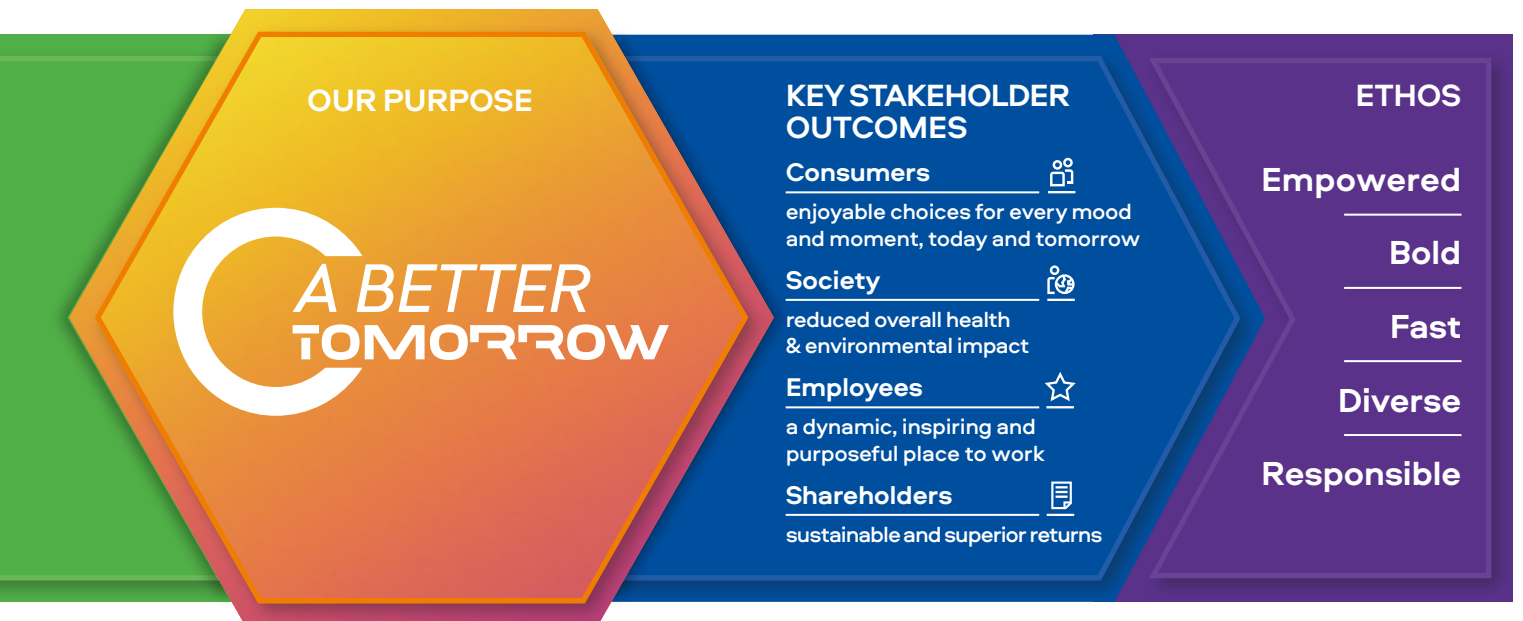 OUR PURPOSE
A BETTER
TOMORROW
KEY STAKEHOLDER
OUTCOMES
Consumers
enjoyable choices for every mood
and moment, today and tomorrow
Society
reduced overall health
& environmental impact
Employees
a dynamic, inspiring and
purposeful place to work
Shareholders
sustainable and superior returns
ETHOS
Empowered
Bold
Fast
Diverse
Responsible